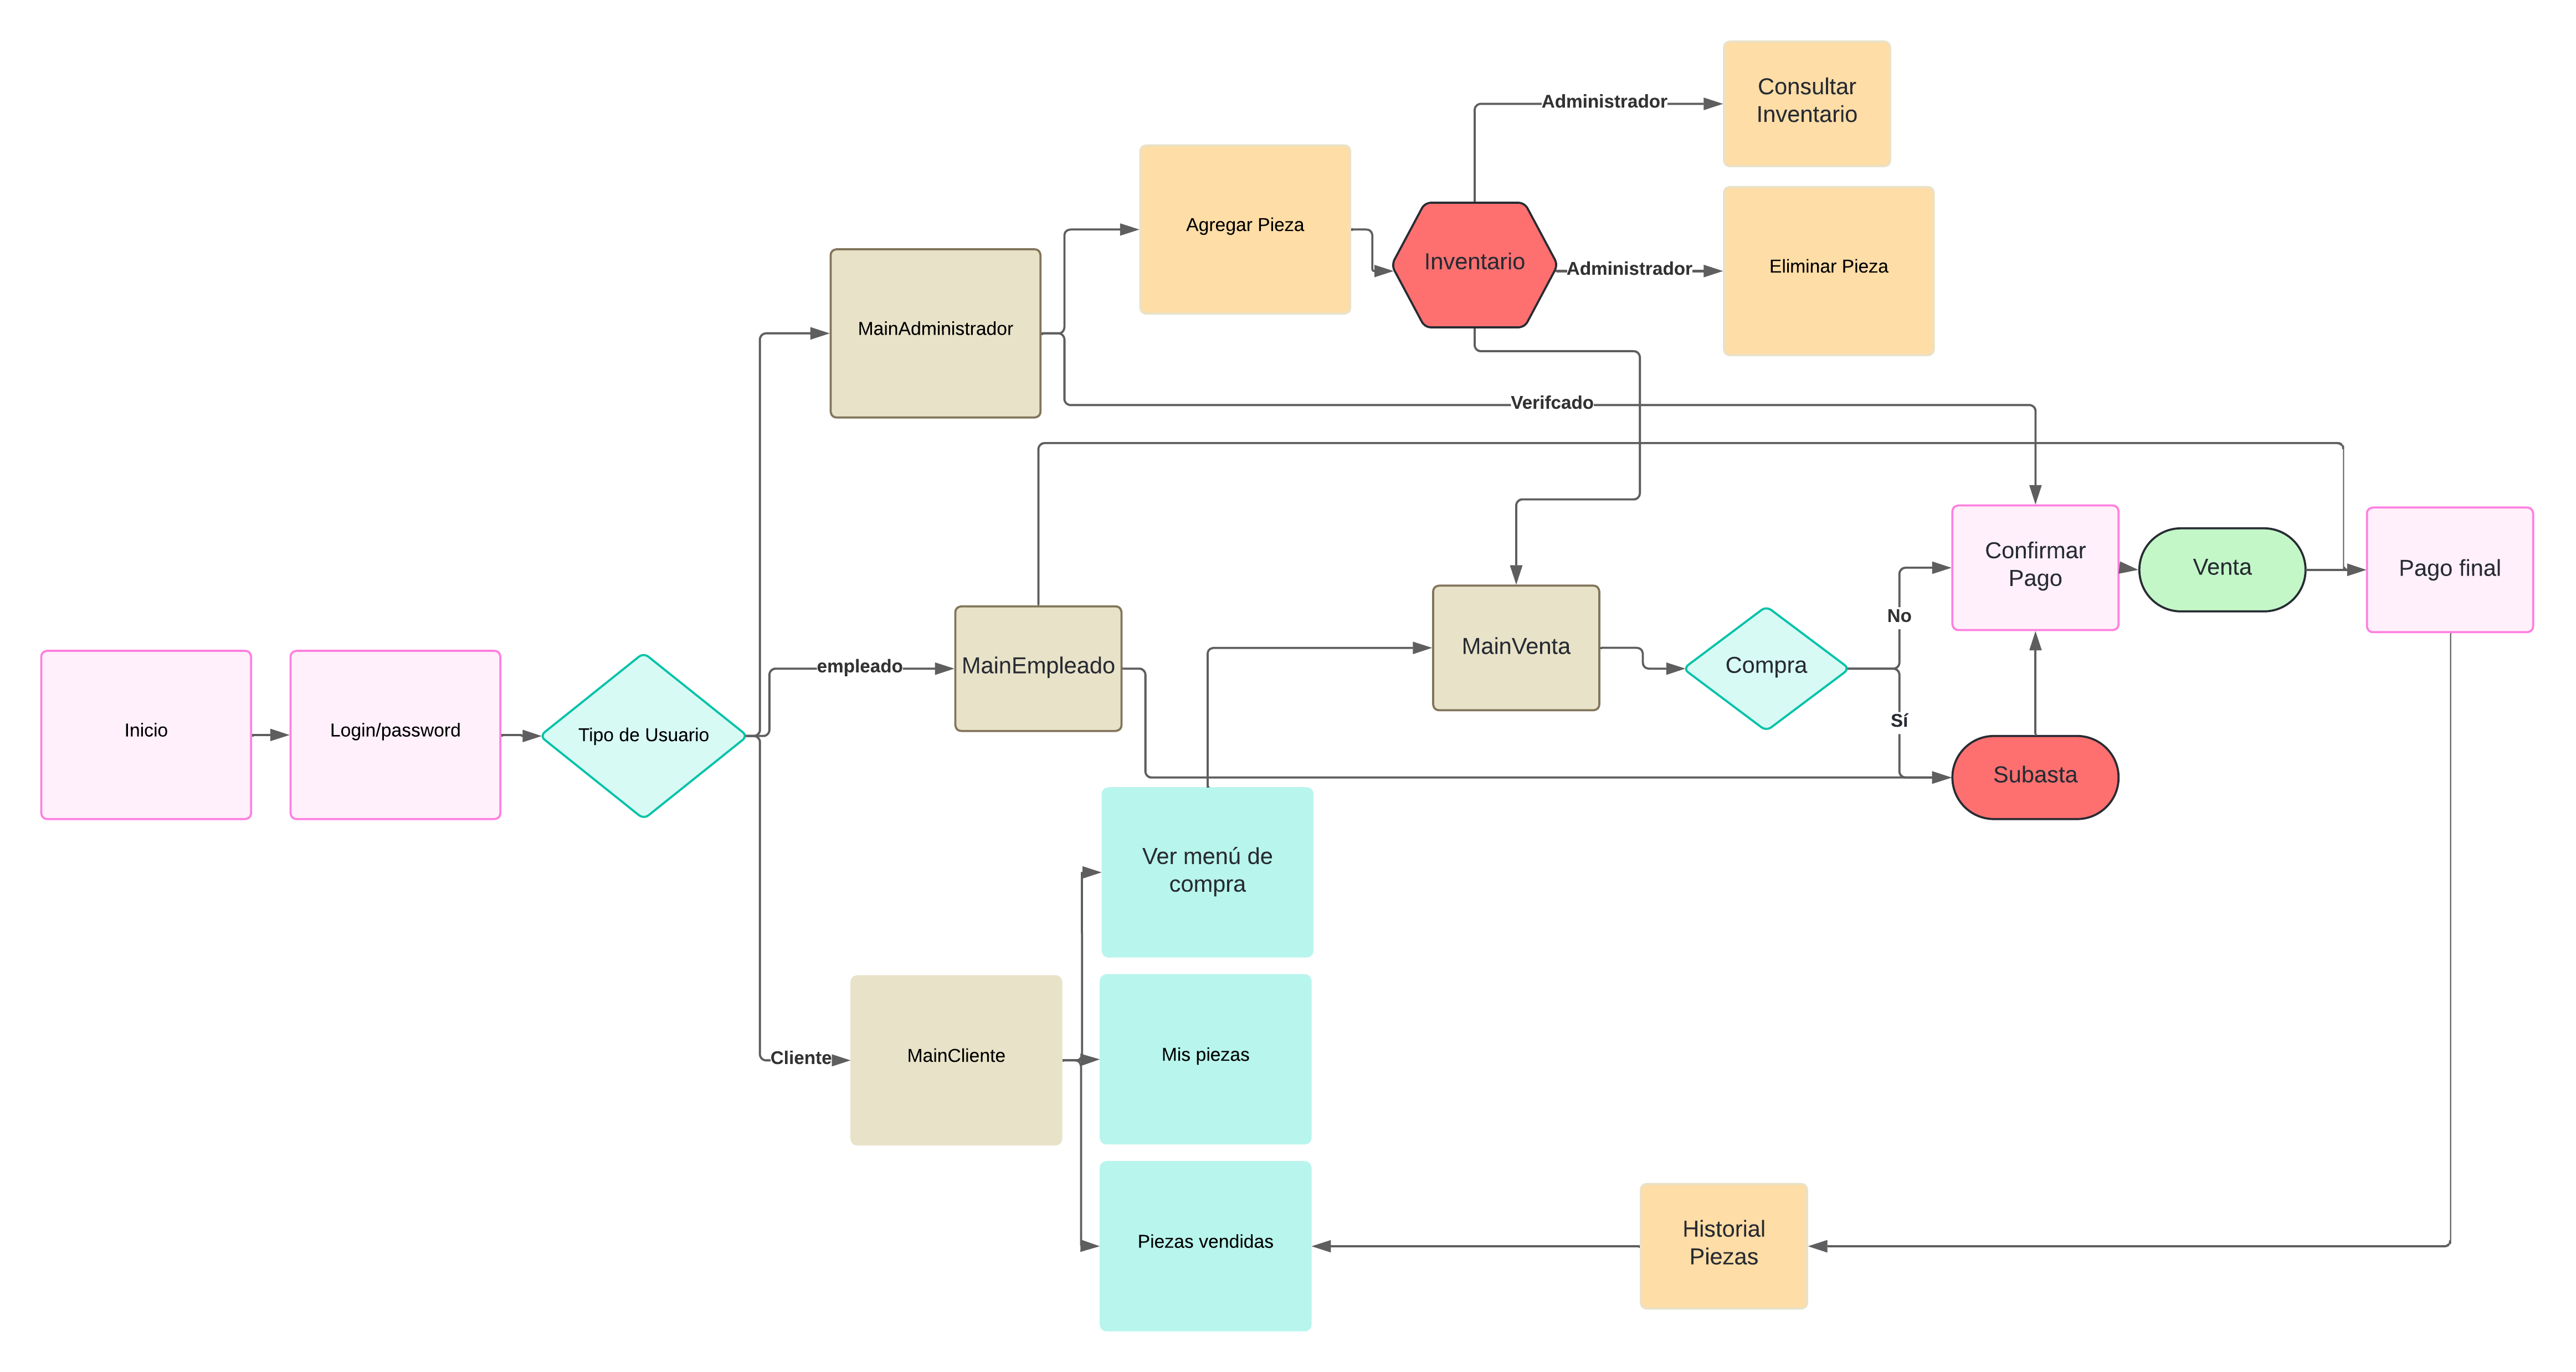 Administrador
Consultar
Inventario
Agregar Pieza
Inventario
Administrador
Eliminar Pieza
MainAdministrador
Verifcado
Confirmar
Pago
Venta
Pago final
No
MainVenta
Compra
empleado
MainEmpleado
Sí
Inicio
Login/password
Tipo de Usuario
Subasta
Ver menú de
compra
Cliente
MainCliente
Mis piezas
Piezas vendidas
Historial
Piezas